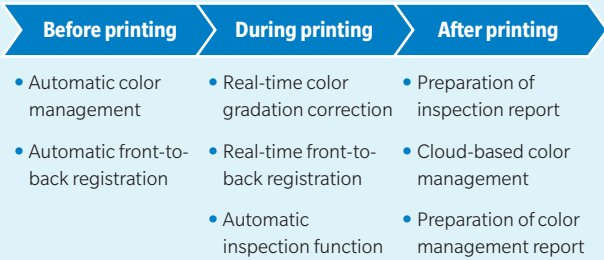 Before printing
• Automatic color
management
• Automatic front-to-
back registration
During printing
• Real-time color
gradation correction
• Real-time front-to-
back registration
• Automatic
inspection function
After printing
• Preparation of
inspection report
• Cloud-based color
management
• Preparation of color
management report